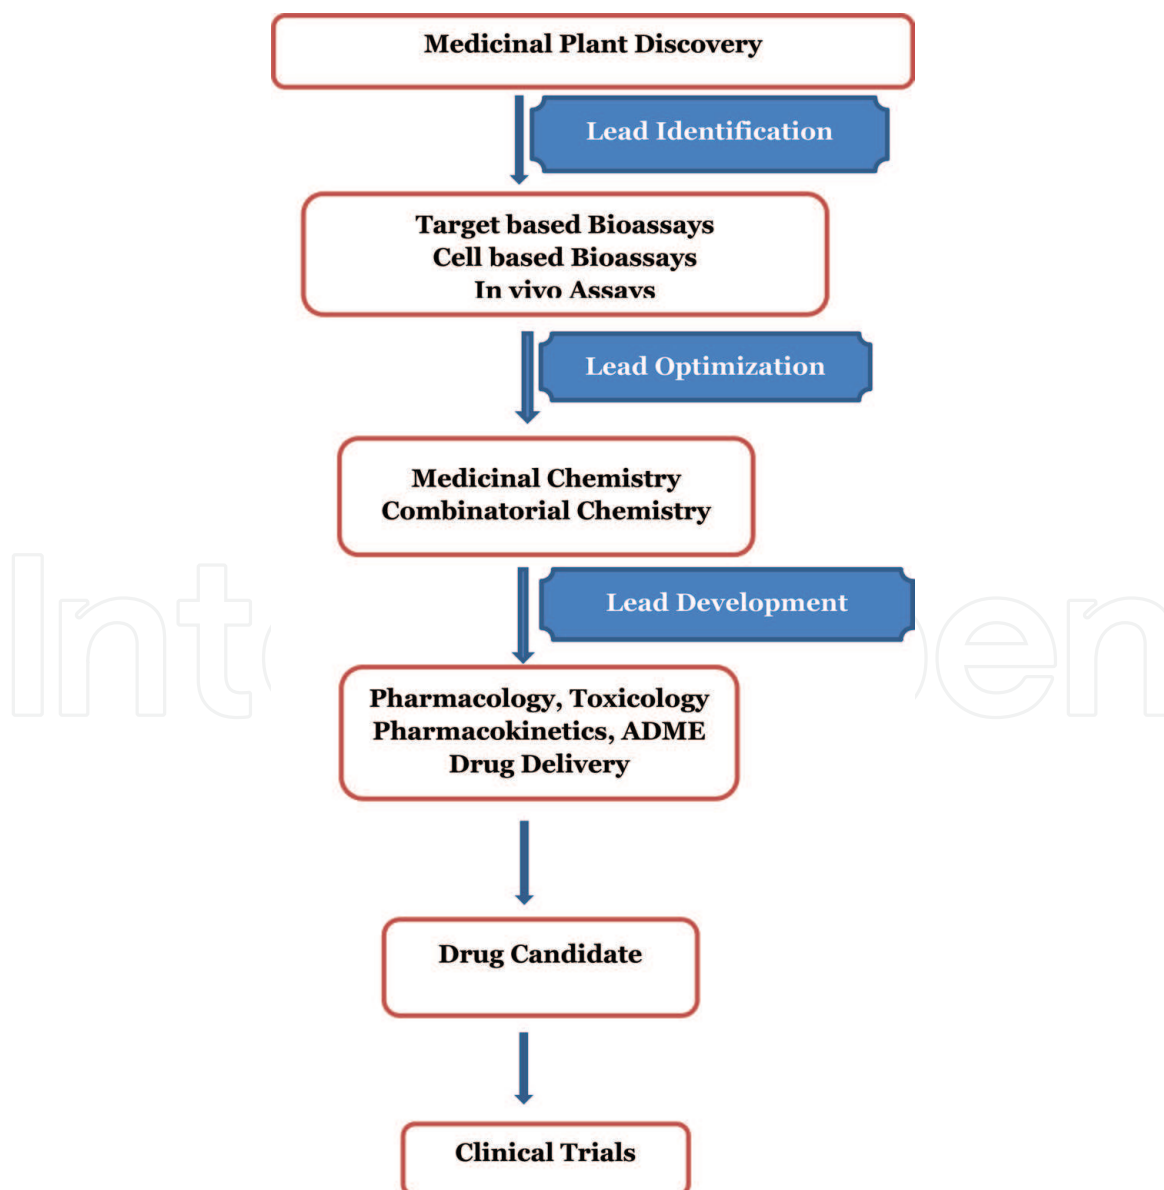 Medicinal Plant Discovery
Lead Identification
Target based Bioassays
Cell based Bioassays
In vivo Assays
Lead Optimization
Medicinal Chemistry
Combinatorial Chemistry
Lead Development
Pharmacology, Toxicology
Pharmacokinetics, ADME
Drug Delivery
Drug Candidate
Clinical Trials